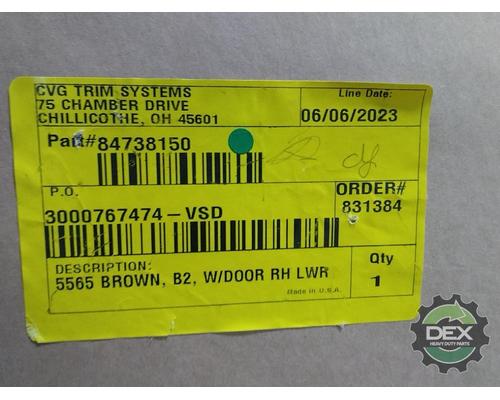 CVG TRIM SYSTEMS
75 CHAMBER DRIVE
CHILLICOTHE, OH 45601
Line Date:
06/06/2023
Part#84738150
P.O.
3000767474-VSD
ORDER#
831384
DESCRIPTION:
5565 BROWN, B2, W/DOOR RH LWR
Made in U.S.A.
Qty
1
DEX
HEAVY DUTY PARTS